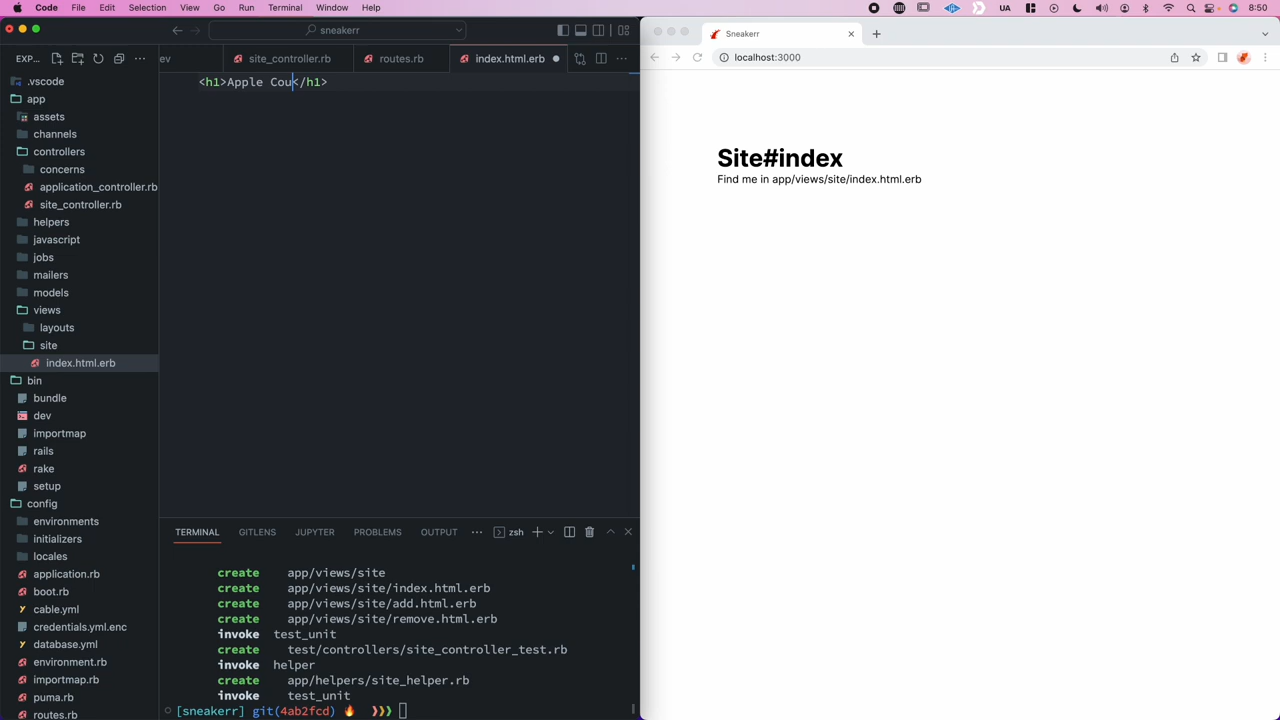 Code File Edit Selection View Go Run Terminal Window Help
UA 8:50
sneakerr
EXP...
ev
site_controller.rb
routes.rb
index.html.erb
.vscode
app
assets
channels
controllers
concerns
application_controller.rb
site_controller.rb
helpers
javascript
jobs
mailers
models
views
layouts
site
index.html.erb
bin
bundle
dev
importmap
rails
rake
setup
config
environments
initializers
locales
application.rb
boot.rb
cable.yml
credentials.yml.enc
database.yml
environment.rb
importmap.rb
puma.rb
routes.rb
<h1>Apple Cou</h1>
TERMINAL GITLENS JUPYTER PROBLEMS OUTPUT ... zsh
create app/views/site
create app/views/site/index.html.erb
create app/views/site/add.html.erb
create app/views/site/remove.html.erb
invoke test_unit
create test/controllers/site_controller_test.rb
invoke helper
create app/helpers/site_helper.rb
invoke test_unit
[sneakerr] git(4ab2fcd) 🔥 ❯❯❯
Sneakerr
localhost:3000
Site#index
Find me in app/views/site/index.html.erb